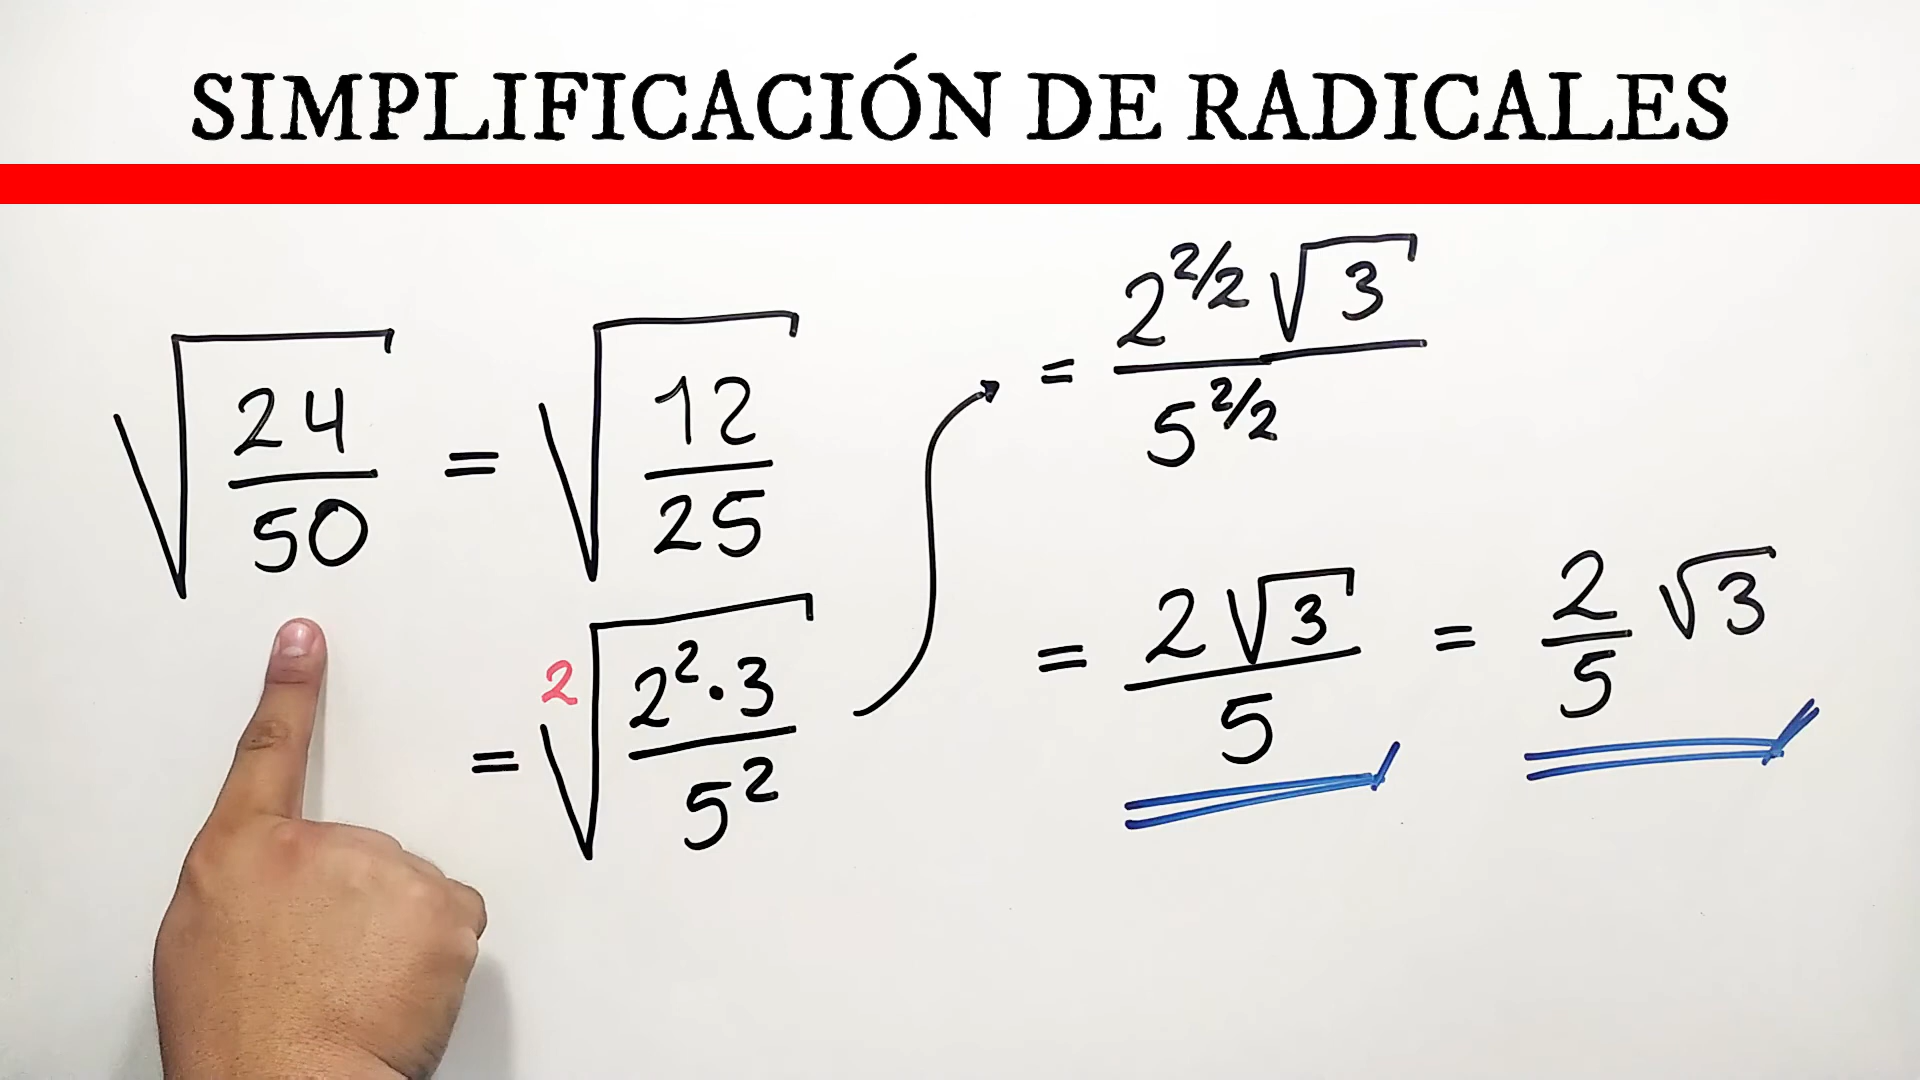 SIMPLIFICACIÓN DE RADICALES
√(24/50) = √(12/25)
= ²√(2²·3/5²)
= 2^(2/2)√3 / 5^(2/2)
= 2√3/5 = 2/5 √3